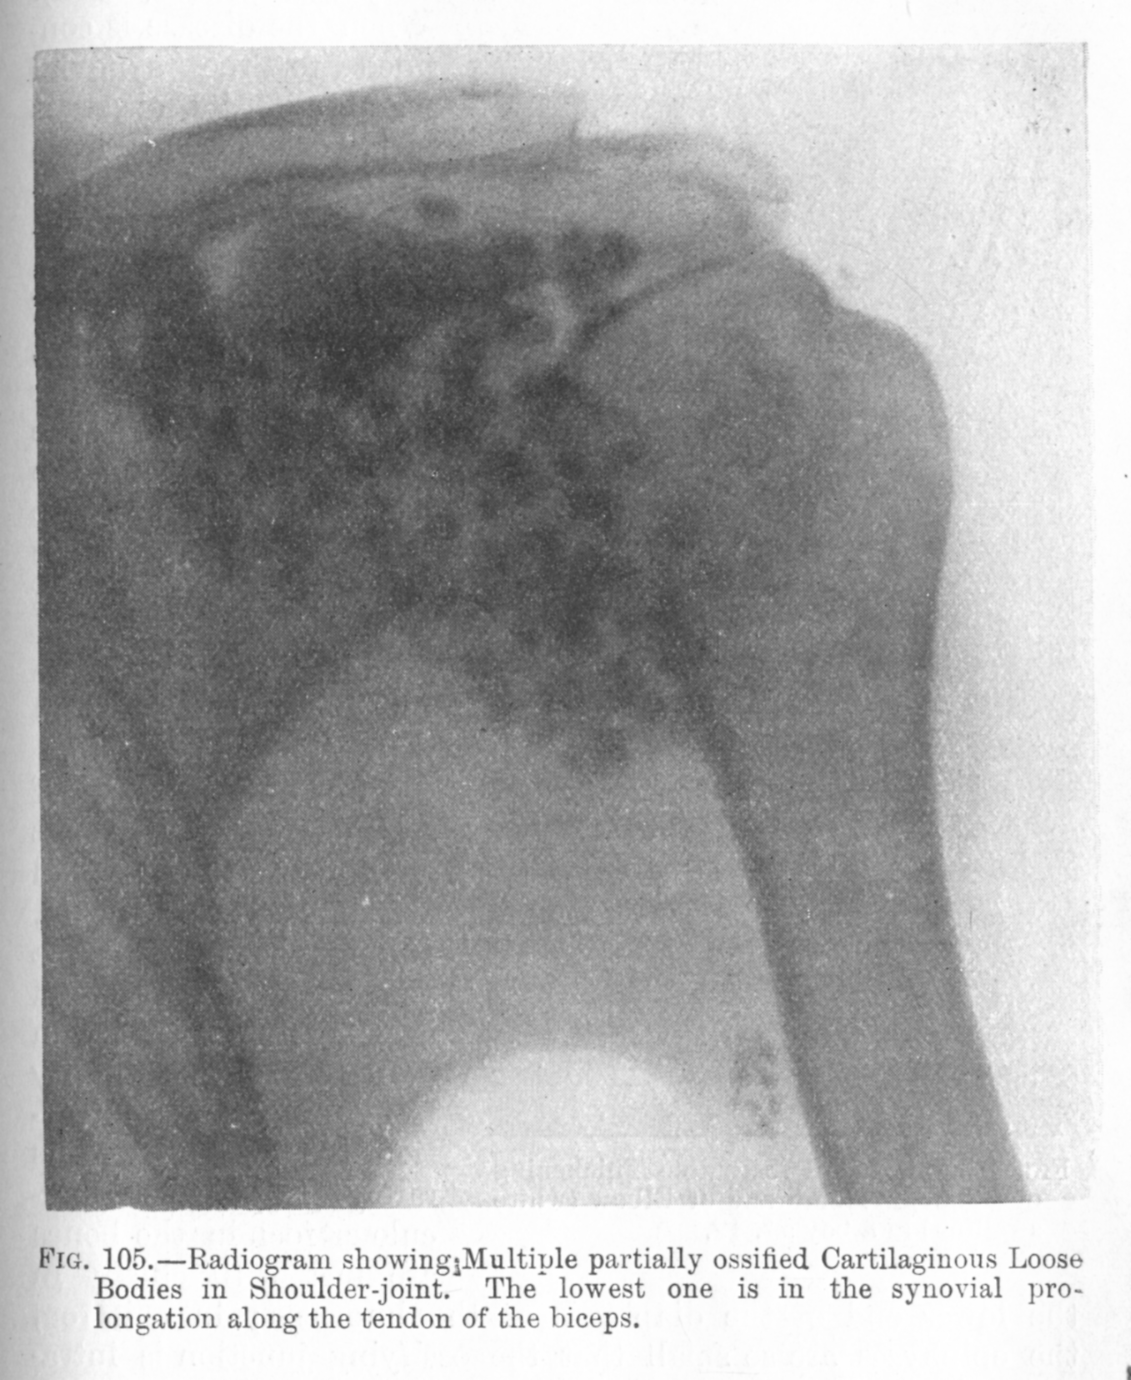 FIG. 105.—Radiogram showing;Multiple partially ossified Cartilaginous Loose
Bodies in Shoulder-joint. The lowest one is in the synovial pro-
longation along the tendon of the biceps.